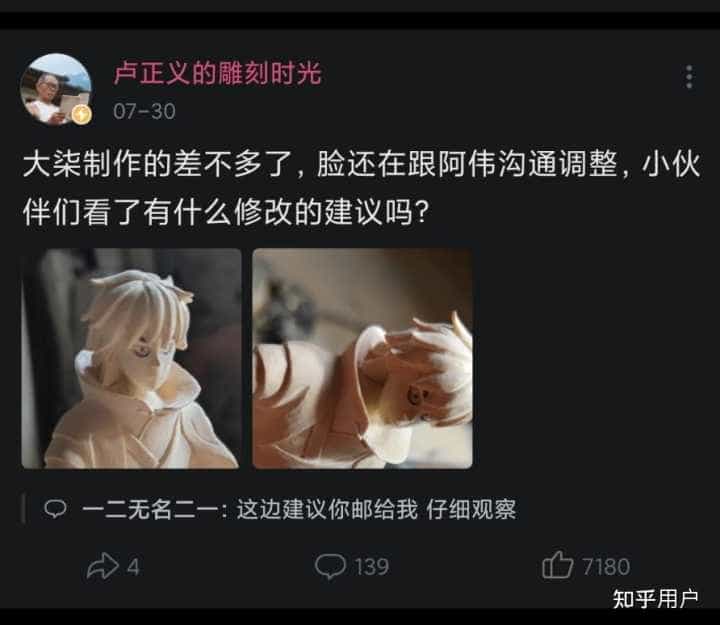 卢正义的雕刻时光
07-30
大柒制作的差不多了，脸还在跟阿伟沟通调整，小伙
伴们看了有什么修改的建议吗？
一二无名二一：这边建议你邮给我 仔细观察
4 139 7180
知乎用户